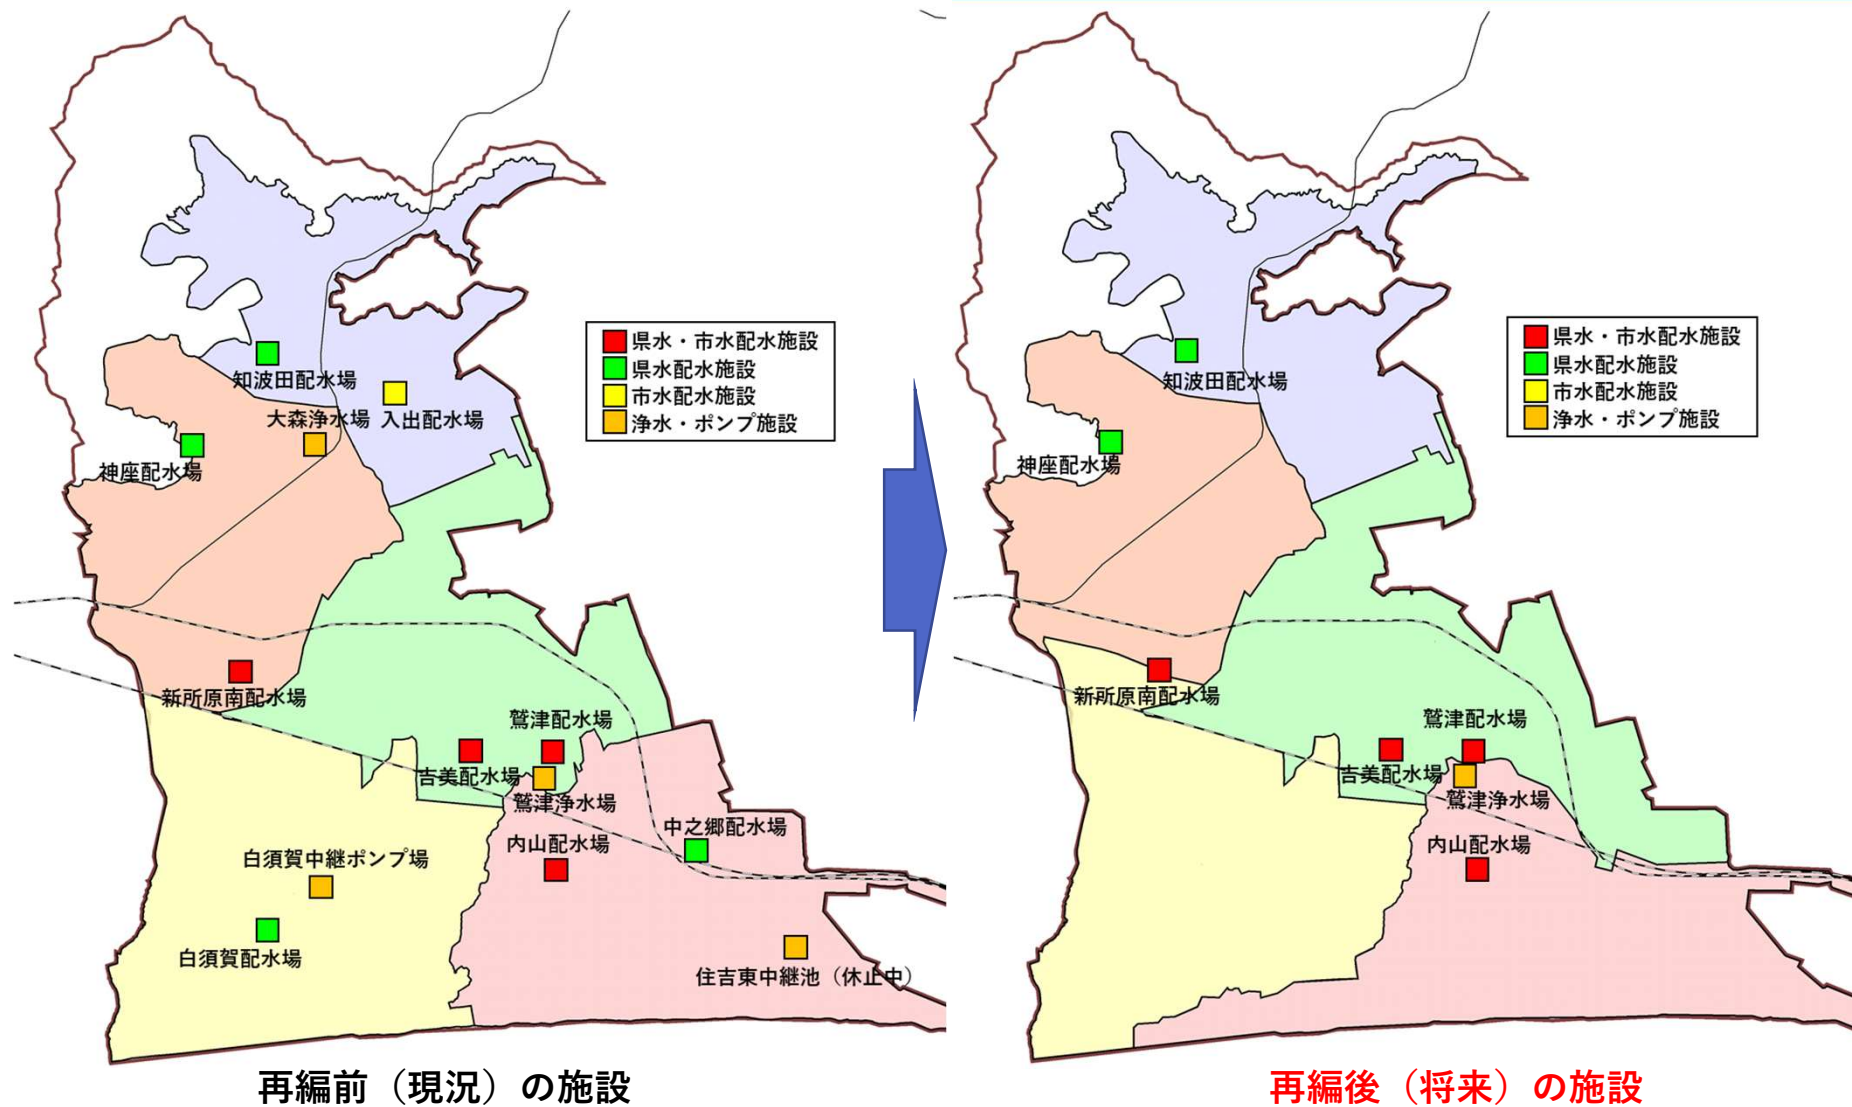 県水・市水配水施設
県水配水施設
市水配水施設
浄水・ポンプ施設
知波田配水場
大森浄水場
入出配水場
神座配水場
新所原南配水場
鷲津配水場
吉美配水場
鷲津浄水場
中之郷配水場
内山配水場
白須賀中継ポンプ場
白須賀配水場
住吉東中継池（休止中）
再編前（現況）の施設
県水・市水配水施設
県水配水施設
市水配水施設
浄水・ポンプ施設
知波田配水場
神座配水場
新所原南配水場
鷲津配水場
吉美配水場
鷲津浄水場
内山配水場
再編後（将来）の施設